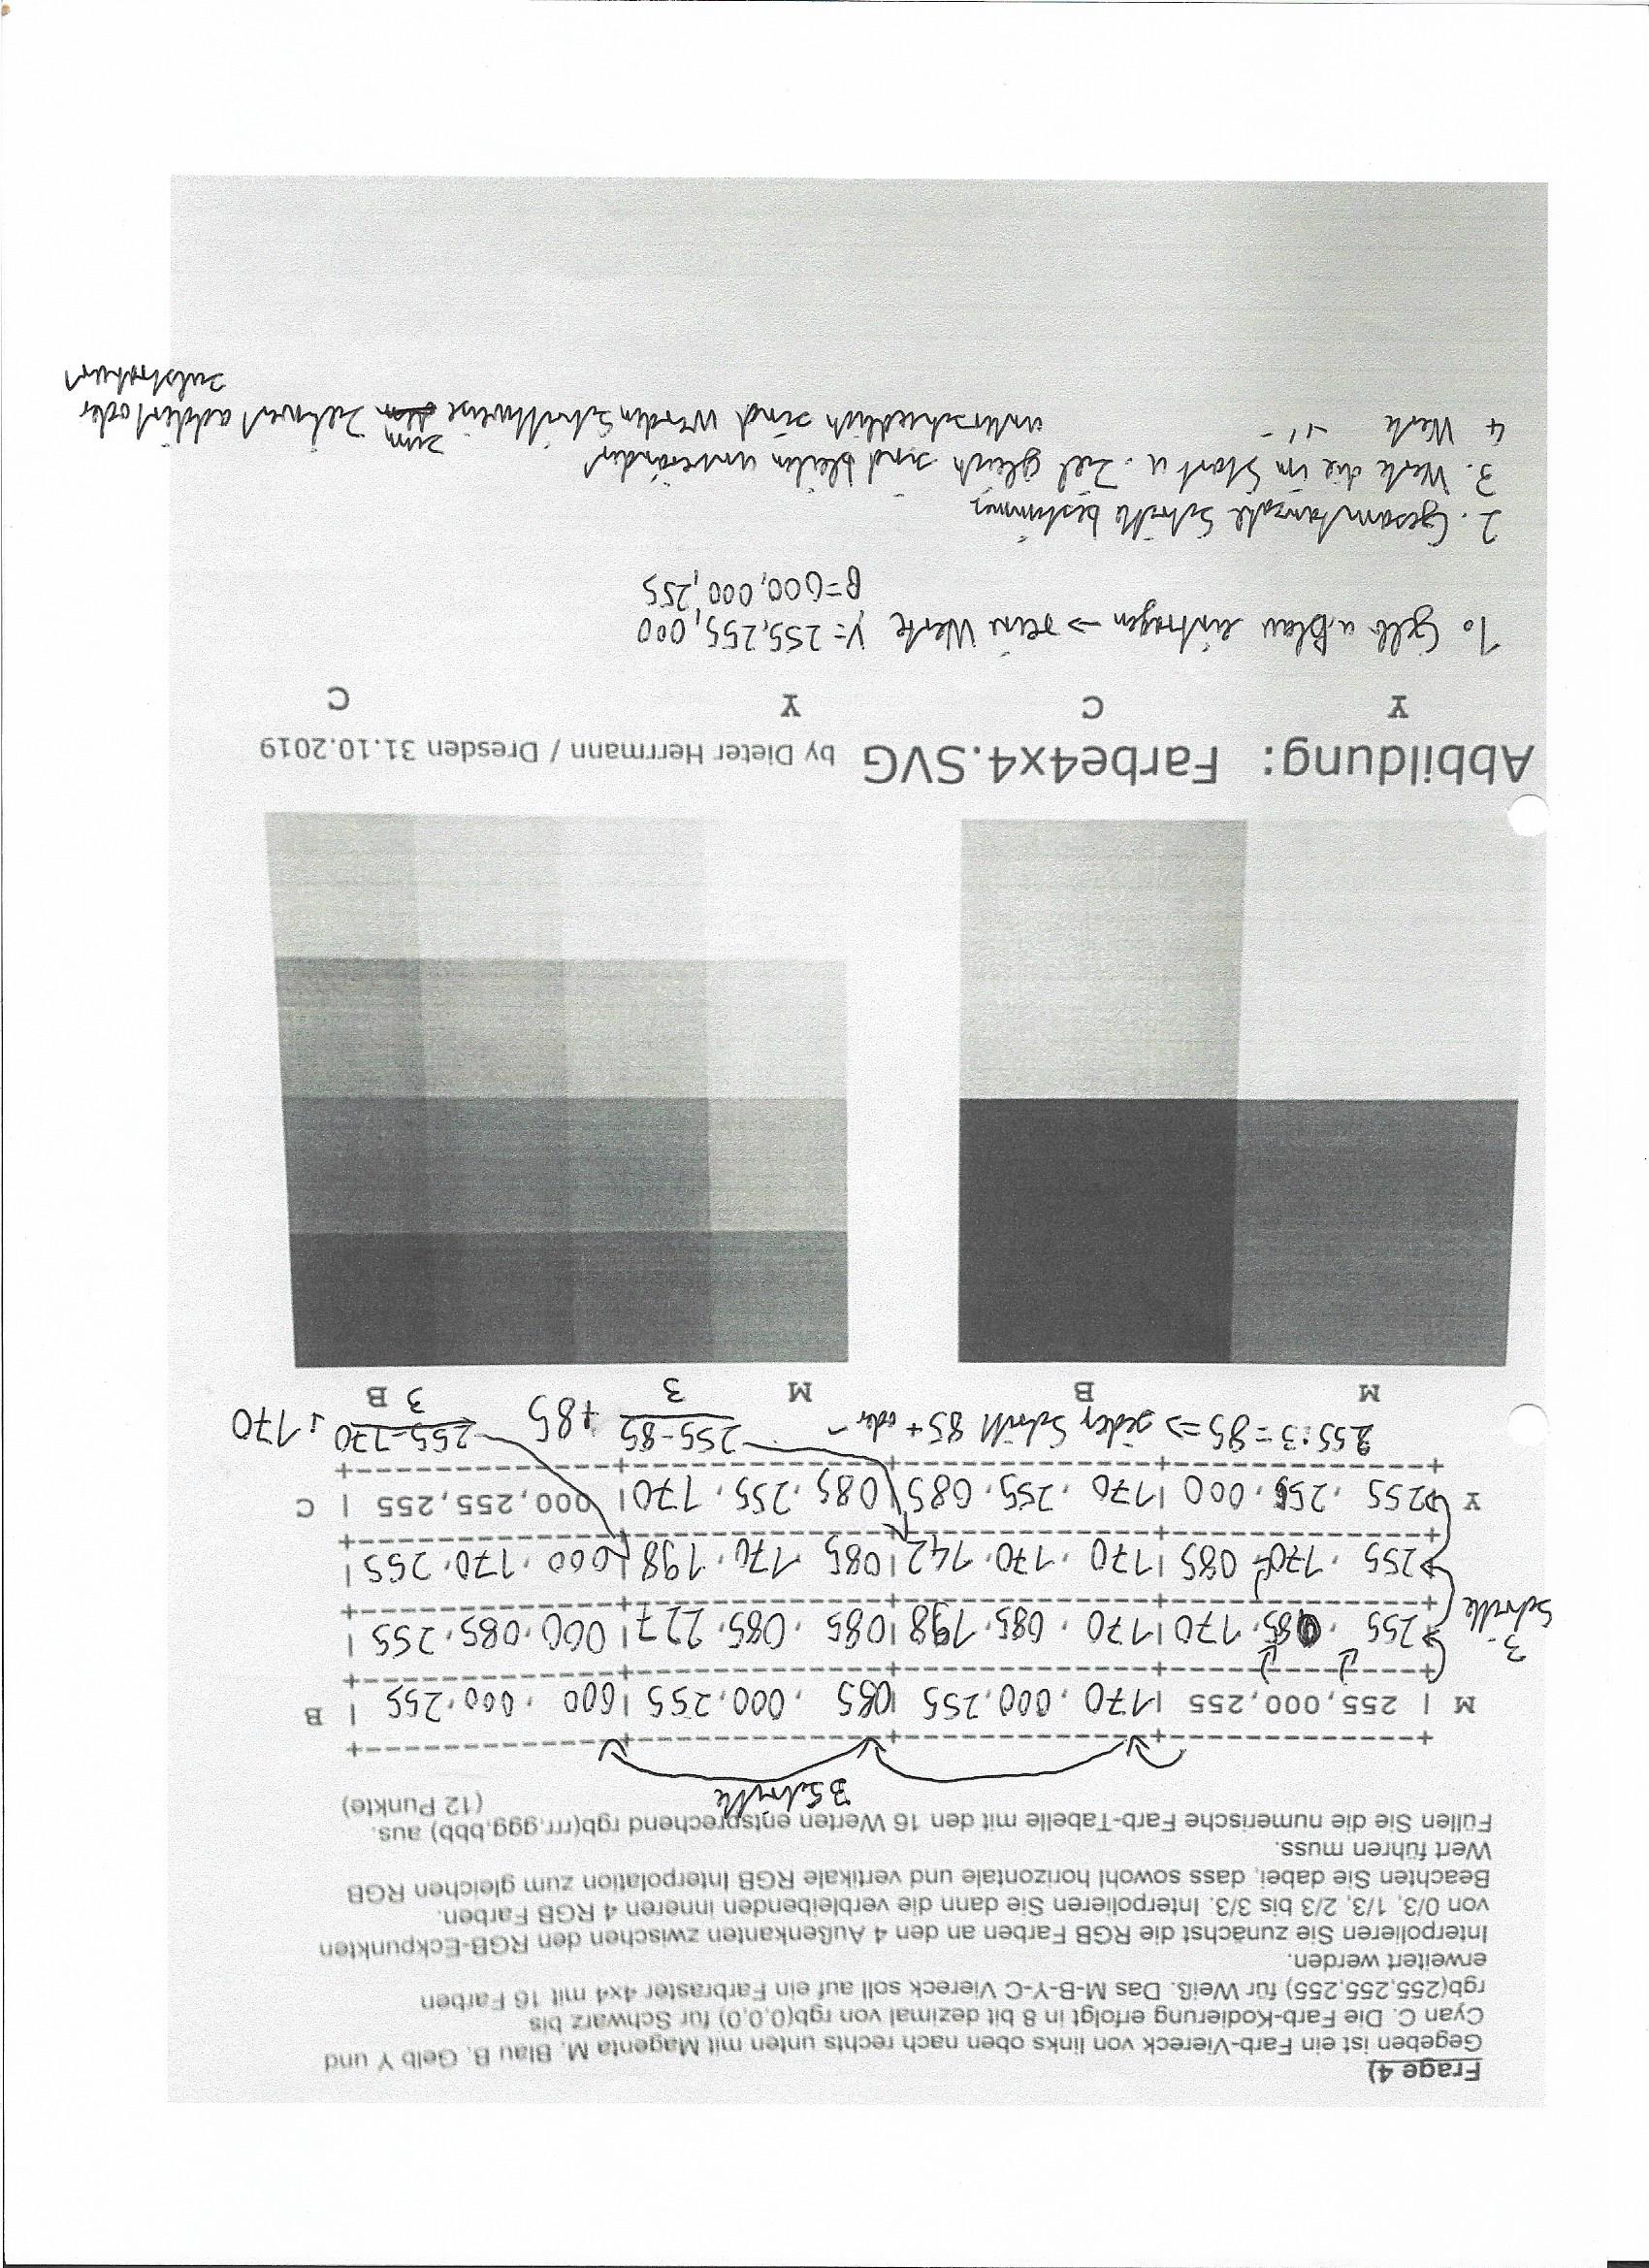 Frage 4)
Gegeben ist ein Farb-Viereck von links oben nach rechts unten mit Magenta M, Blau B, Gelb Y und
Cyan C. Die Farb-Kodierung erfolgt in 8 bit dezimal von rgb(0,0,0) für Schwarz bis
rgb(255,255,255) für Weiß. Das M-B-Y-C Viereck soll auf ein Farbraster 4x4 mit 16 Farben
erweitert werden.
Interpolieren Sie zunächst die RGB Farben an den 4 Außenkanten zwischen den RGB-Eckpunkten
von 0/3, 1/3, 2/3 bis 3/3. Interpolieren Sie dann die verbleibenden inneren 4 RGB Farben.
Beachten Sie dabei, dass sowohl horizontale und vertikale RGB Interpolation zum gleichen RGB
Wert führen muss.
Füllen Sie die numerische Farb-Tabelle mit den 16 Werten entsprechend rgb(rrr,ggg,bbb) aus.
(12 Punkte)
3 Schritte
M | 255,000,255 | 170,000,255 | 085,000,255 | 000,000,255 | B
3 Schritte
255,085,170 | 170,085,198 | 085,085,227 | 000,085,255 |
255,170,085 | 170,170,142 | 085,170,198 | 000,170,255 |
Y 255,255,000 | 170,255,085 | 085,255,170 | 000,255,255 | C
255:3=85 => jeder Schritt 85+ oder -
255-85 / 3 +85
255-170 / 3 +170
M B M B
Abbildung: Farbe4x4.SVG by Dieter Herrmann / Dresden 31.10.2019
Y C Y C
1. Gelb u. Blau eintragen -> reine Werte Y= 255,255,000
B=000,000,255
2. Gesamtanzahl Schritte bestimmen
3. Werte die im Start u. Ziel gleich sind bleiben unverändert
4 Werte -"- unterschiedlich sind werden Schrittweise zum Zielwert addiert oder
subtrahiert